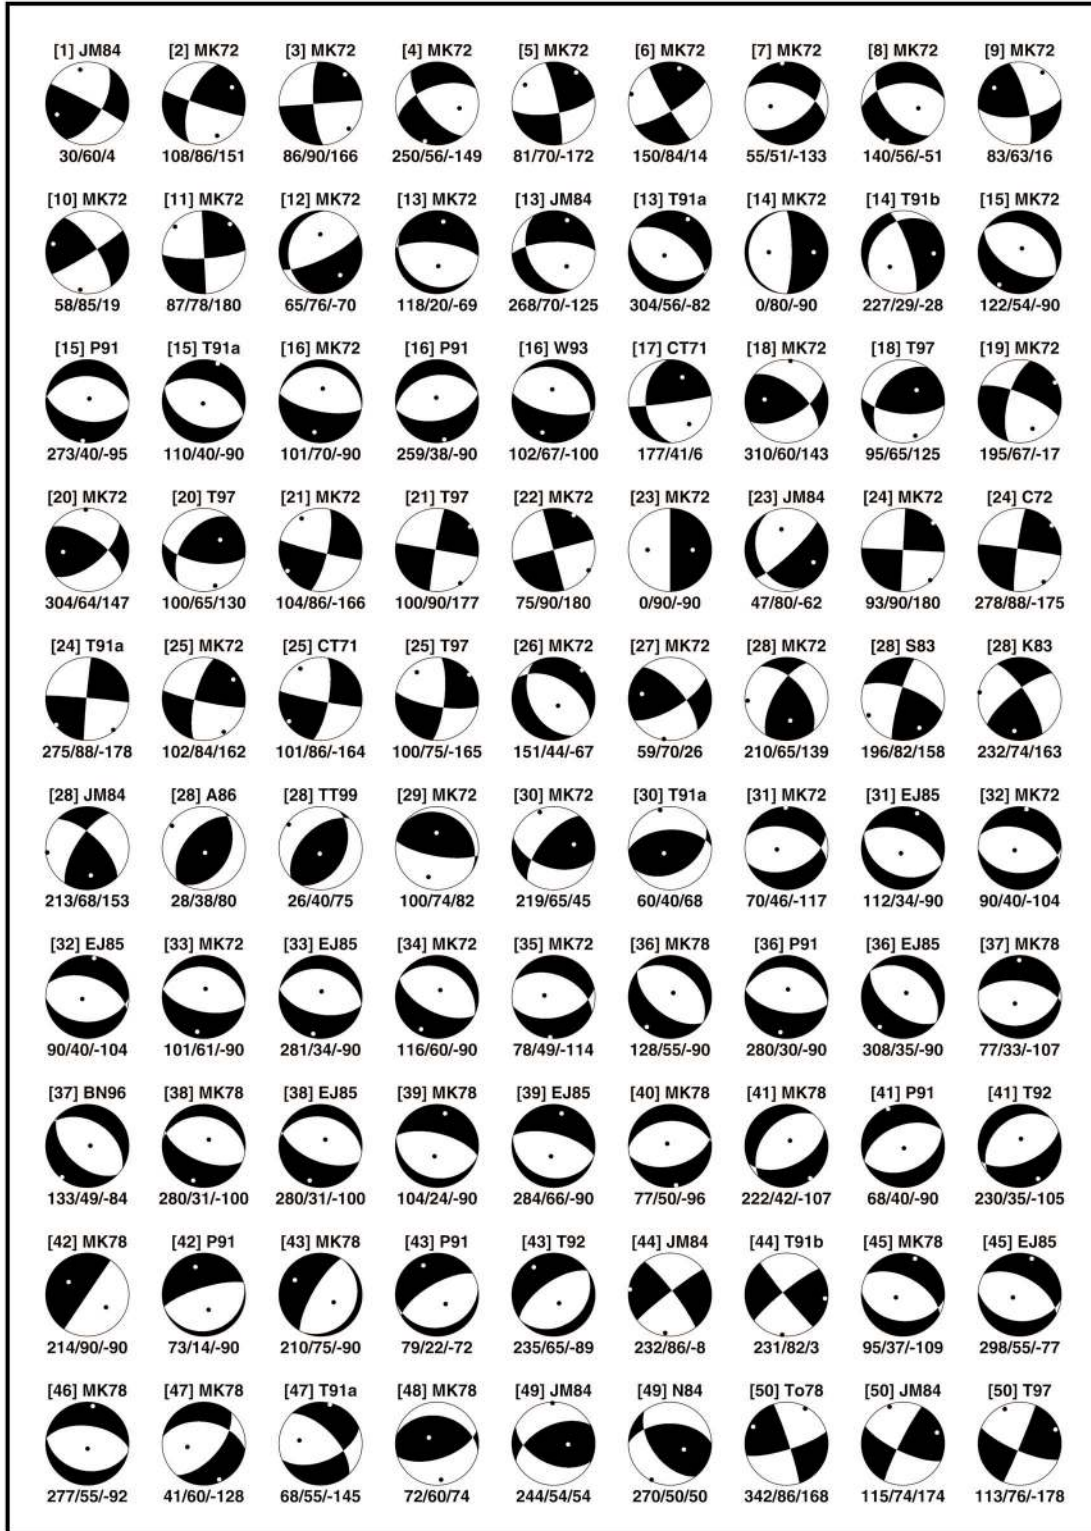 [1] JM84 [2] MK72 [3] MK72 [4] MK72 [5] MK72 [6] MK72 [7] MK72 [8] MK72 [9] MK72
30/60/4 108/86/151 86/90/166 250/56/-149 81/70/-172 150/84/14 55/51/-133 140/56/-51 83/63/16
[10] MK72 [11] MK72 [12] MK72 [13] MK72 [13] JM84 [13] T91a [14] MK72 [14] T91b [15] MK72
58/85/19 87/78/180 65/76/-70 118/20/-69 268/70/-125 304/56/-82 0/80/-90 227/29/-28 122/54/-90
[15] P91 [15] T91a [16] MK72 [16] P91 [16] W93 [17] CT71 [18] MK72 [18] T97 [19] MK72
273/40/-95 110/40/-90 101/70/-90 259/38/-90 102/67/-100 177/41/6 310/60/143 95/65/125 195/67/-17
[20] MK72 [20] T97 [21] MK72 [21] T97 [22] MK72 [23] MK72 [23] JM84 [24] MK72 [24] C72
304/64/147 100/65/130 104/86/-166 100/90/177 75/90/180 0/90/-90 47/80/-62 93/90/180 278/88/-175
[24] T91a [25] MK72 [25] CT71 [25] T97 [26] MK72 [27] MK72 [28] MK72 [28] S83 [28] K83
275/88/-178 102/84/162 101/86/-164 100/75/-165 151/44/-67 59/70/26 210/65/139 196/82/158 232/74/163
[28] JM84 [28] A86 [28] TT99 [29] MK72 [30] MK72 [30] T91a [31] MK72 [31] EJ85 [32] MK72
213/68/153 28/38/80 26/40/75 100/74/82 219/65/45 60/40/68 70/46/-117 112/34/-90 90/40/-104
[32] EJ85 [33] MK72 [33] EJ85 [34] MK72 [35] MK72 [36] MK78 [36] P91 [36] EJ85 [37] MK78
90/40/-104 101/61/-90 281/34/-90 116/60/-90 78/49/-114 128/55/-90 280/30/-90 308/35/-90 77/33/-107
[37] BN96 [38] MK78 [38] EJ85 [39] MK78 [39] EJ85 [40] MK78 [41] MK78 [41] P91 [41] T92
133/49/-84 280/31/-100 280/31/-100 104/24/-90 284/66/-90 77/50/-96 222/42/-107 68/40/-90 230/35/-105
[42] MK78 [42] P91 [43] MK78 [43] P91 [43] T92 [44] JM84 [44] T91b [45] MK78 [45] EJ85
214/90/-90 73/14/-90 210/75/-90 79/22/-72 235/65/-89 232/86/-8 231/82/3 95/37/-109 298/55/-77
[46] MK78 [47] MK78 [47] T91a [48] MK78 [49] JM84 [49] N84 [50] To78 [50] JM84 [50] T97
277/55/-92 41/60/-128 68/55/-145 72/60/74 244/54/54 270/50/50 342/86/168 115/74/174 113/76/-178